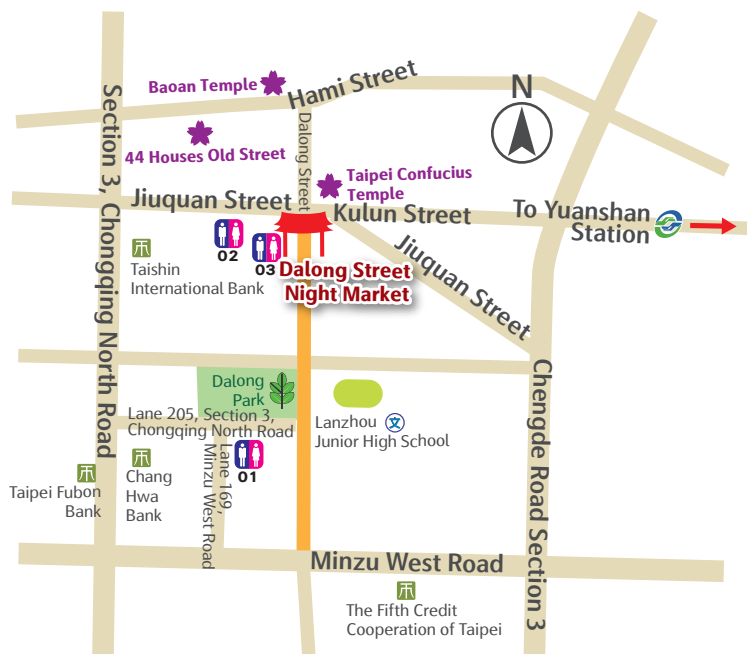 N
Baoan Temple
Hami Street
Dalong Street
44 Houses Old Street
Section 3, Chongqing North Road
Taipei Confucius
Temple
Jiuquan Street
Kulun Street
To Yuanshan
Station
02
03
Jiuquan Street
Taishin
International Bank
Dalong Street
Night Market
Dalong
Park
Lane 205, Section 3,
Chongqing North Road
Lanzhou
Junior High School
文
Chengde Road Section 3
Lane 169,
Minzu West Road
01
Taipei Fubon
Bank
Chang
Hwa
Bank
Minzu West Road
The Fifth Credit
Cooperation of Taipei